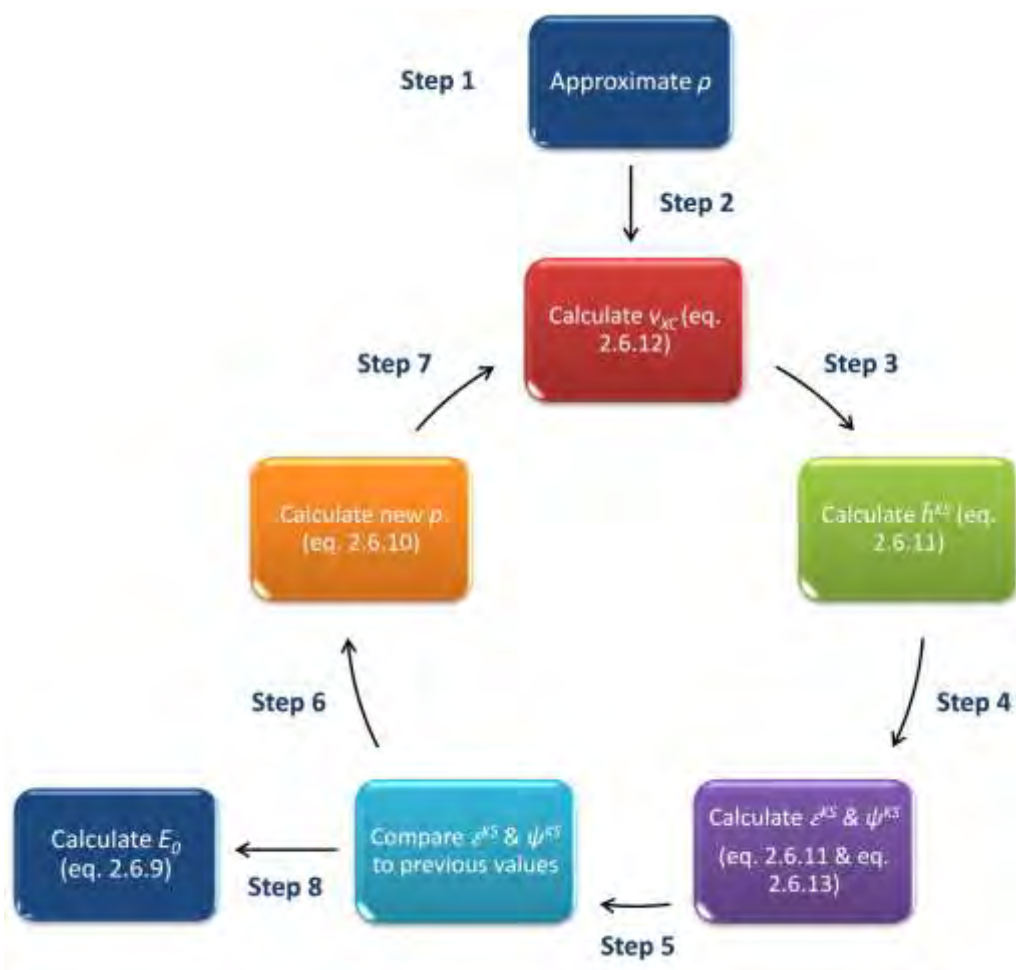 Step 1
Approximate ρ
Step 2
Calculate vXC (eq.
2.6.12)
Step 7
Step 3
Calculate new ρ
(eq. 2.6.10)
Calculate ĥKS (eq.
2.6.11)
Step 6
Step 4
Calculate E0
(eq. 2.6.9)
Step 8
Compare εKS & ψKS
to previous values
Step 5
Calculate εKS & ψKS
(eq. 2.6.11 & eq.
2.6.13)